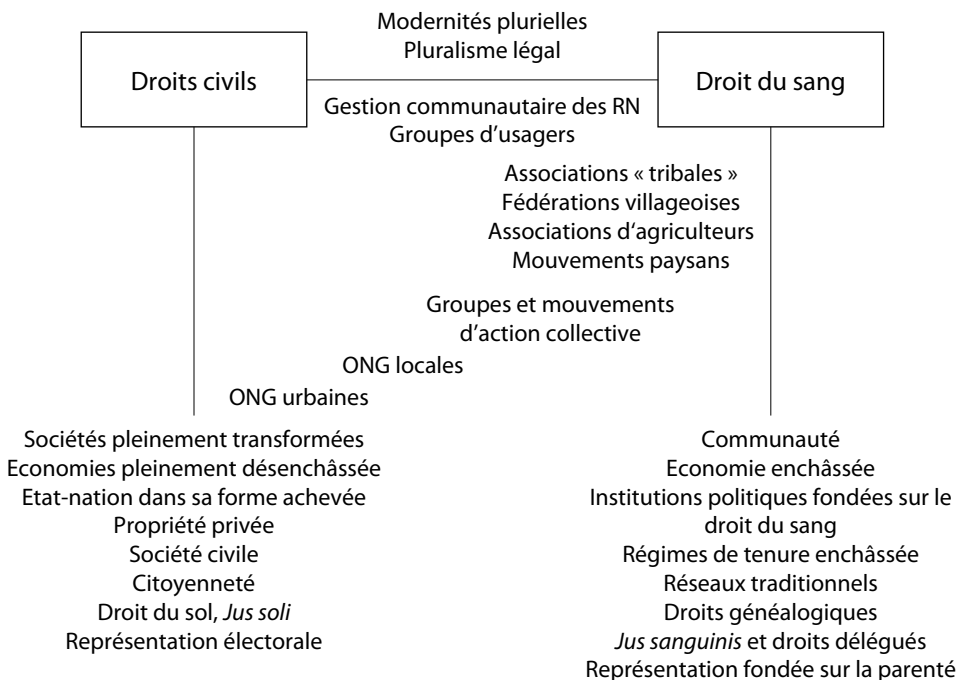 Modernités plurielles
Pluralisme légal
Droits civils
Droit du sang
Gestion communautaire des RN
Groupes d'usagers
Associations « tribales »
Fédérations villageoises
Associations d‘agriculteurs
Mouvements paysans
Groupes et mouvements
d'action collective
ONG locales
ONG urbaines
Sociétés pleinement transformées
Economies pleinement désenchâssée
Etat-nation dans sa forme achevée
Propriété privée
Société civile
Citoyenneté
Droit du sol, Jus soli
Représentation électorale
Communauté
Economie enchâssée
Institutions politiques fondées sur le
droit du sang
Régimes de tenure enchâssée
Réseaux traditionnels
Droits généalogiques
Jus sanguinis et droits délégués
Représentation fondée sur la parenté